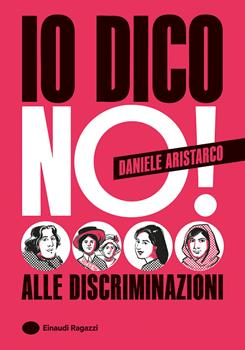 IO DICO
NO!
DANIELE ARISTARCO
ALLE DISCRIMINAZIONI
Einaudi Ragazzi